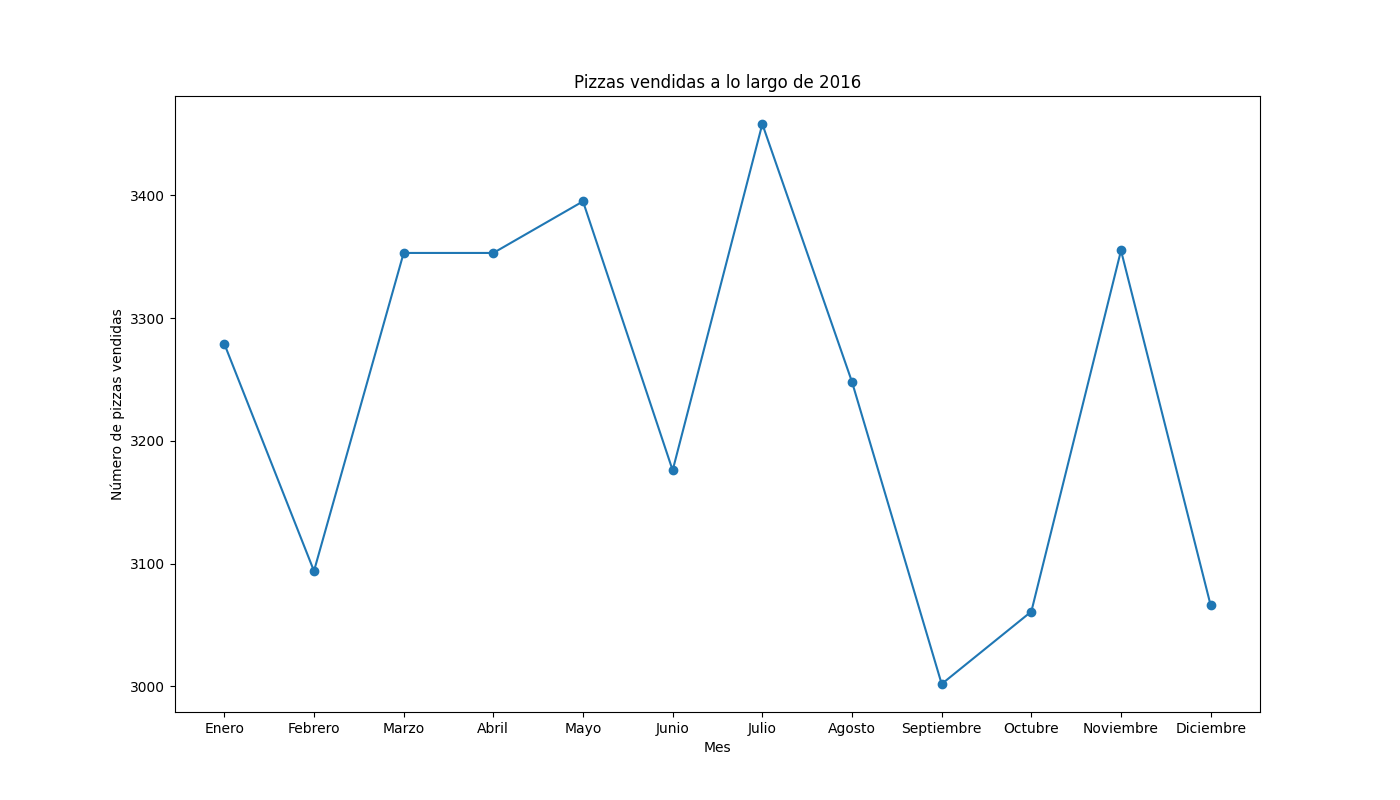 Pizzas vendidas a lo largo de 2016
Número de pizzas vendidas
3400
3300
3200
3100
3000
Enero Febrero Marzo Abril Mayo Junio Julio Agosto Septiembre Octubre Noviembre Diciembre
Mes